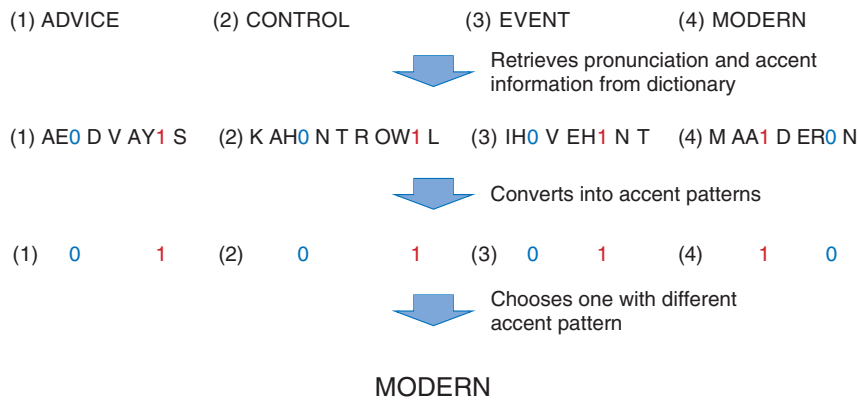 (1) ADVICE (2) CONTROL (3) EVENT (4) MODERN
Retrieves pronunciation and accent
information from dictionary
(1) AE0 D V AY1 S (2) K AH0 N T R OW1 L (3) IH0 V EH1 N T (4) M AA1 D ER0 N
Converts into accent patterns
(1) 0 1 (2) 0 1 (3) 0 1 (4) 1 0
Chooses one with different
accent pattern
MODERN